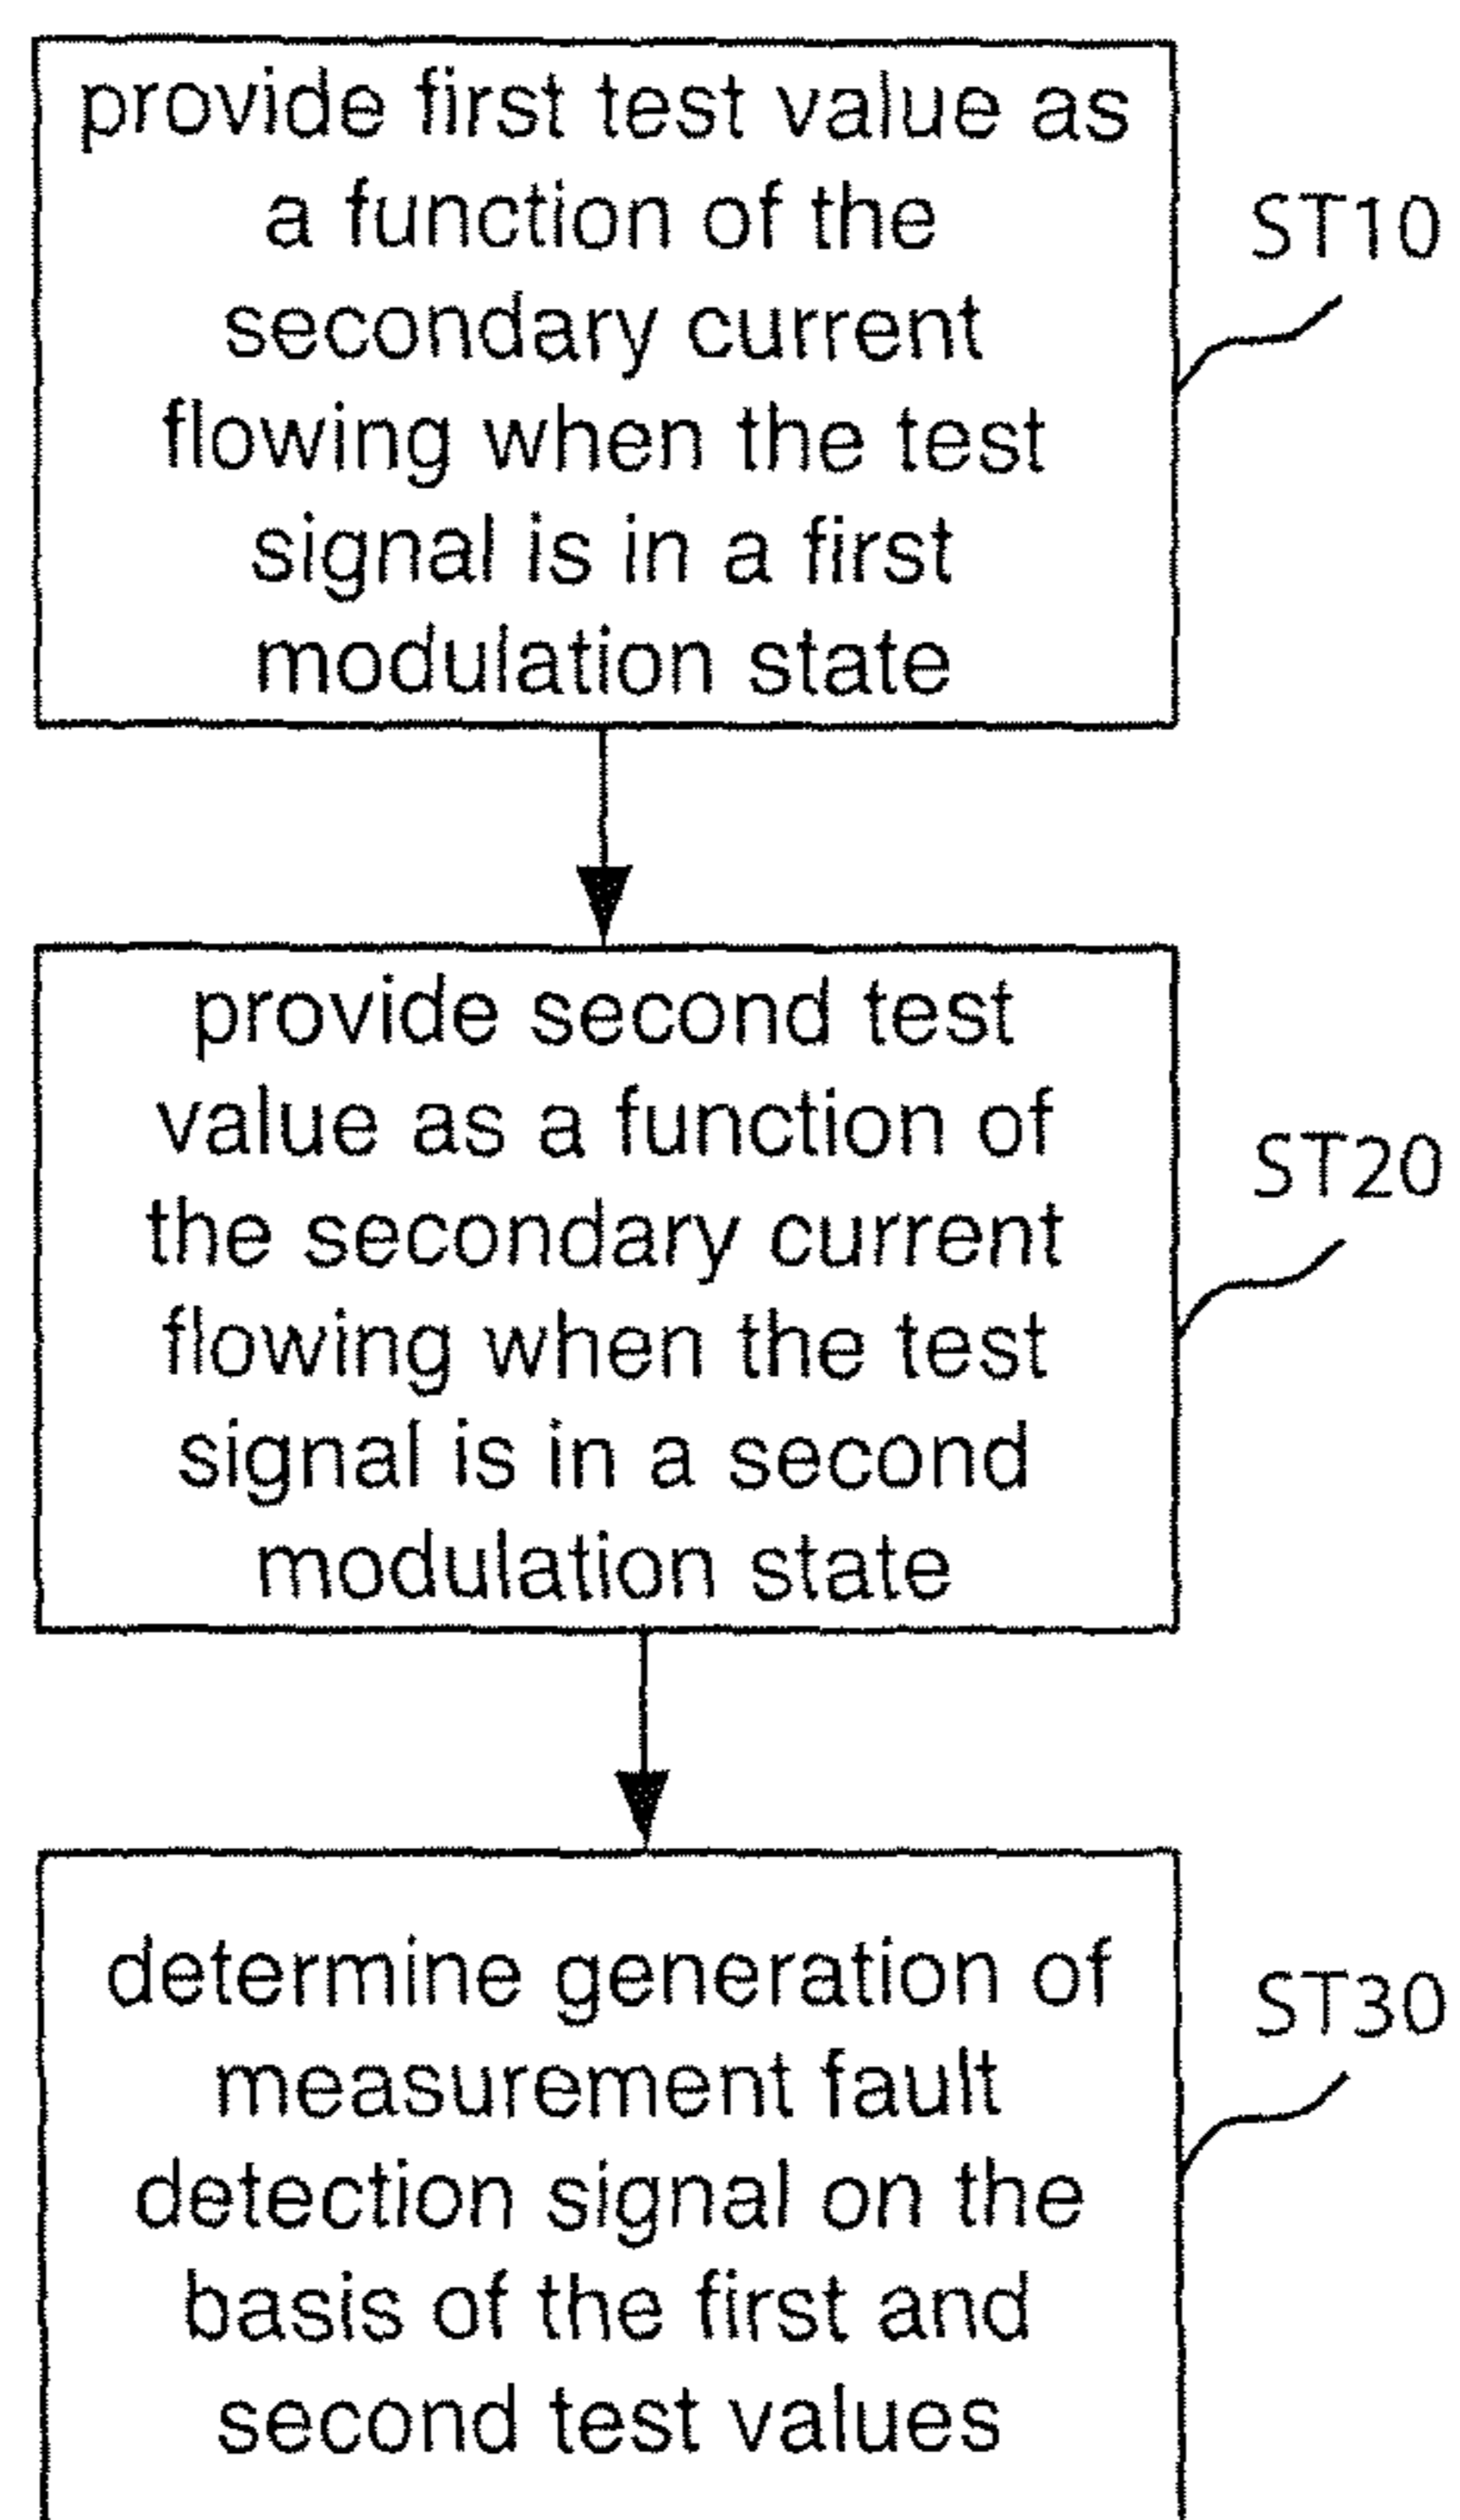 provide first test value as
a function of the
secondary current
flowing when the test
signal is in a first
modulation state
ST10
provide second test
value as a function of
the secondary current
flowing when the test
signal is in a second
modulation state
ST20
determine generation of
measurement fault
detection signal on the
basis of the first and
second test values
ST30